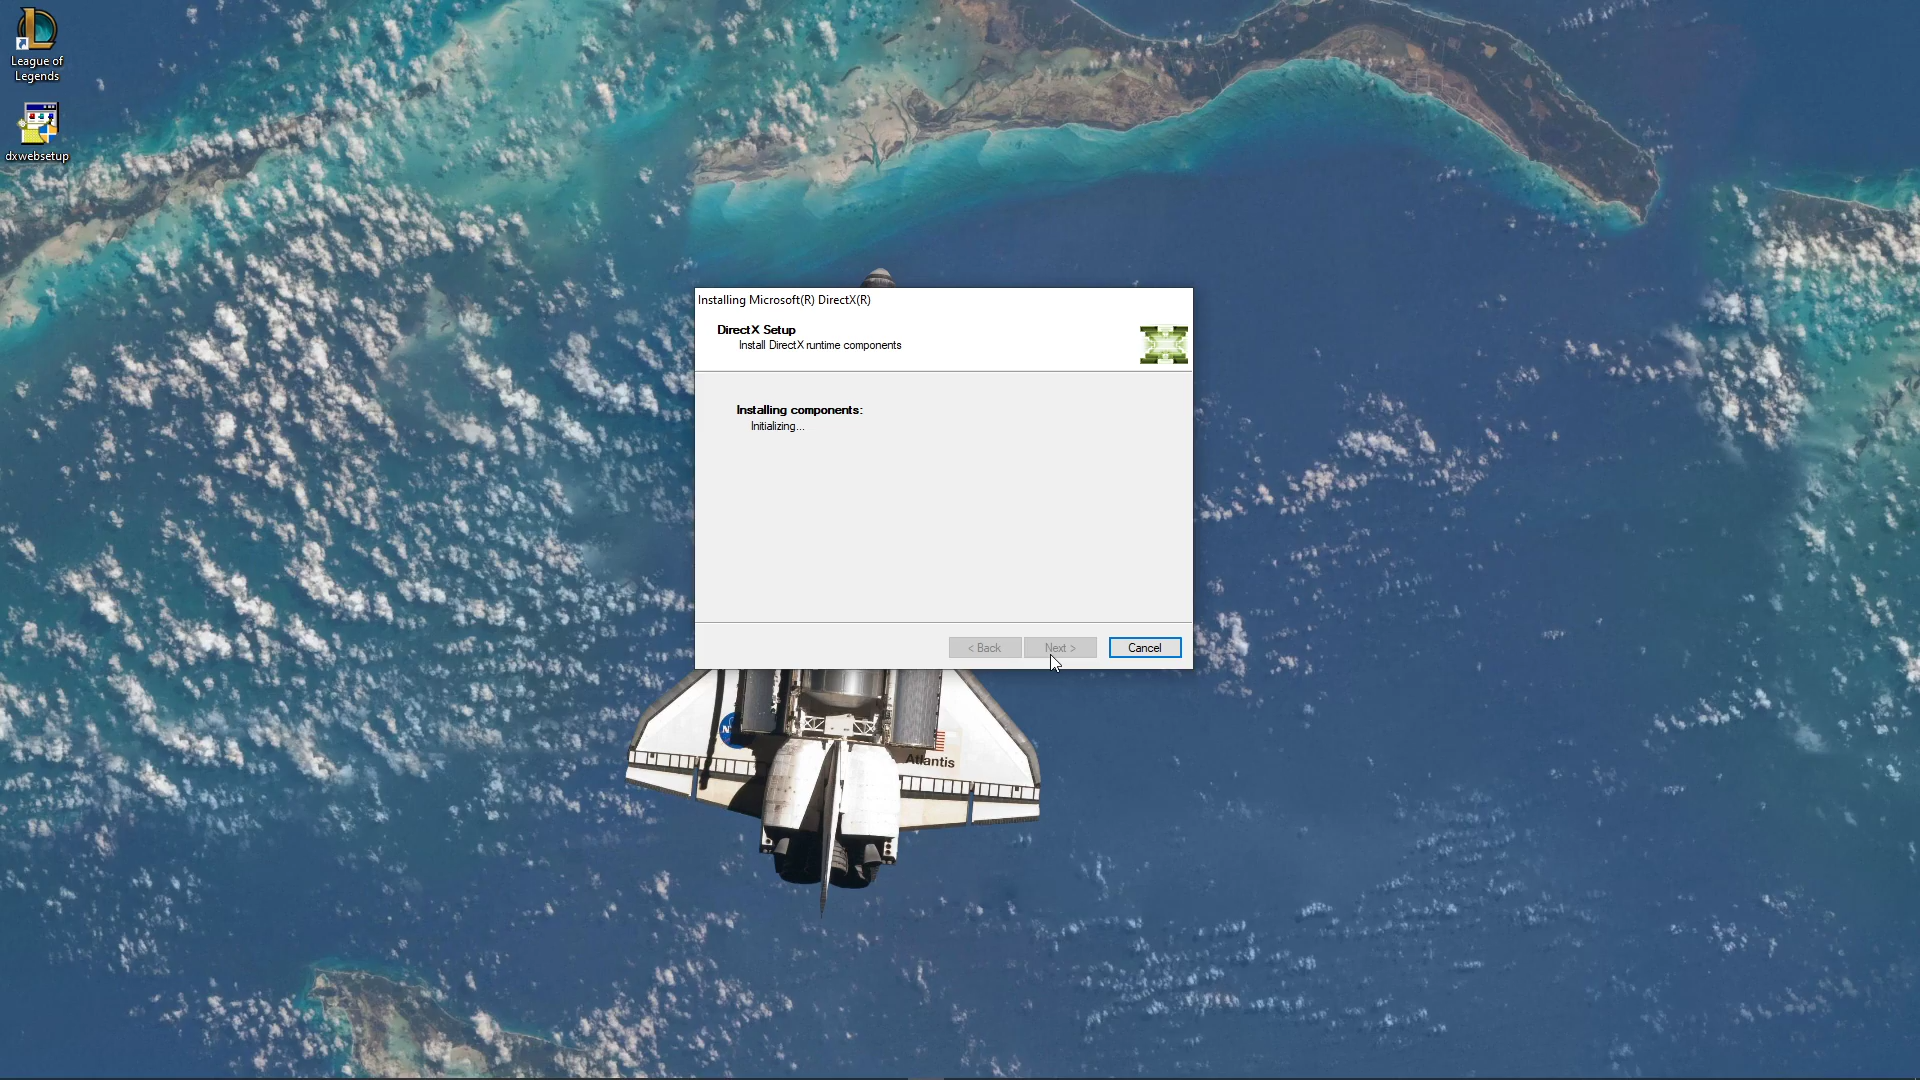 League of
Legends
dxwebsetup
Installing Microsoft(R) DirectX(R)
DirectX Setup
Install DirectX runtime components
Installing components:
Initializing...
< Back
Next >
Cancel
Atlantis